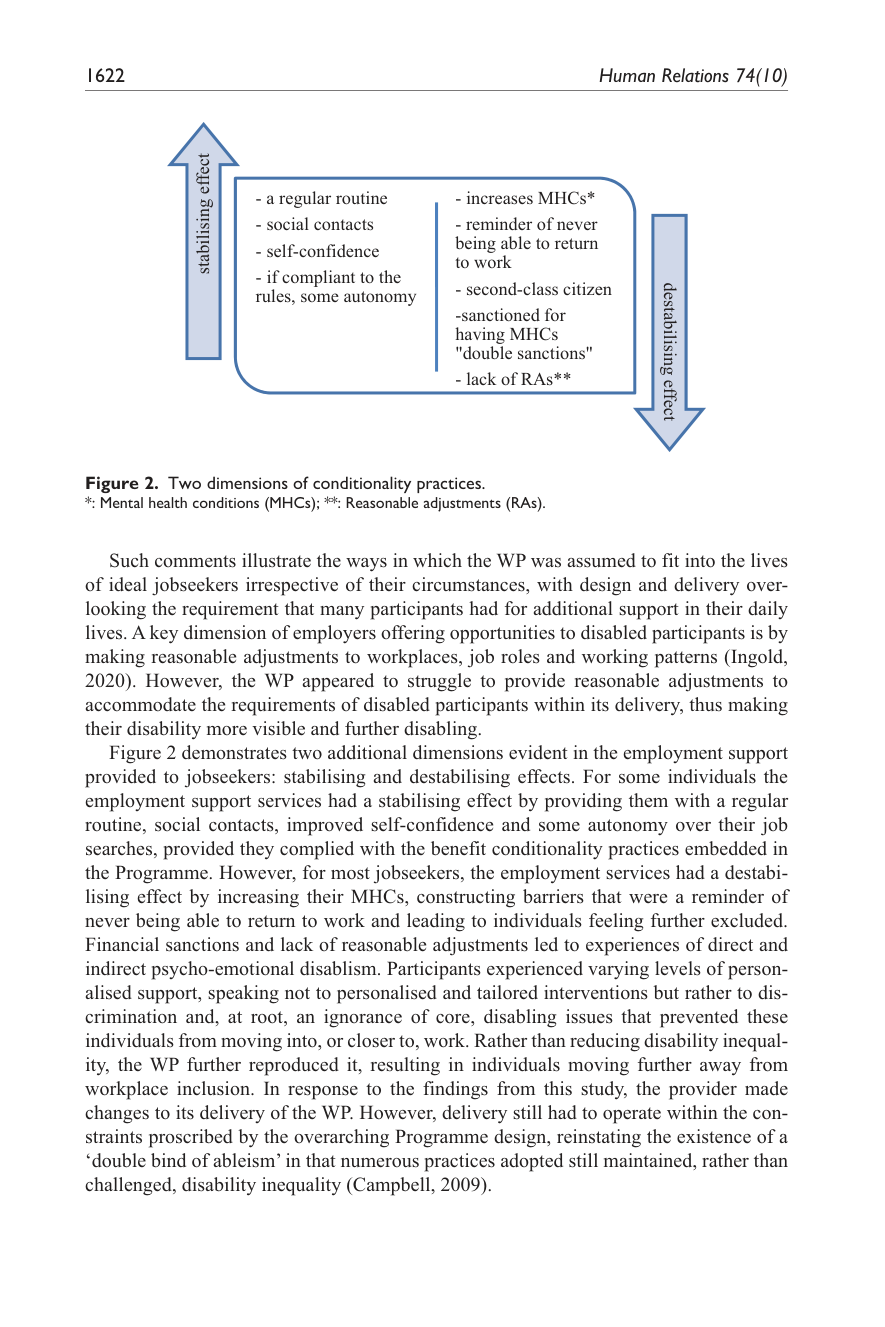 1622
Human Relations 74(10)
stabilising effect
- a regular routine
- social contacts
- self-confidence
- if compliant to the
rules, some autonomy
- increases MHCs*
- reminder of never
being able to return
to work
- second-class citizen
-sanctioned for
having MHCs
"double sanctions"
- lack of RAs**
destabilising effect
Figure 2. Two dimensions of conditionality practices.
*: Mental health conditions (MHCs); **: Reasonable adjustments (RAs).
Such comments illustrate the ways in which the WP was assumed to fit into the lives
of ideal jobseekers irrespective of their circumstances, with design and delivery over-
looking the requirement that many participants had for additional support in their daily
lives. A key dimension of employers offering opportunities to disabled participants is by
making reasonable adjustments to workplaces, job roles and working patterns (Ingold,
2020). However, the WP appeared to struggle to provide reasonable adjustments to
accommodate the requirements of disabled participants within its delivery, thus making
their disability more visible and further disabling.
Figure 2 demonstrates two additional dimensions evident in the employment support
provided to jobseekers: stabilising and destabilising effects. For some individuals the
employment support services had a stabilising effect by providing them with a regular
routine, social contacts, improved self-confidence and some autonomy over their job
searches, provided they complied with the benefit conditionality practices embedded in
the Programme. However, for most jobseekers, the employment services had a destabi-
lising effect by increasing their MHCs, constructing barriers that were a reminder of
never being able to return to work and leading to individuals feeling further excluded.
Financial sanctions and lack of reasonable adjustments led to experiences of direct and
indirect psycho-emotional disablism. Participants experienced varying levels of person-
alised support, speaking not to personalised and tailored interventions but rather to dis-
crimination and, at root, an ignorance of core, disabling issues that prevented these
individuals from moving into, or closer to, work. Rather than reducing disability inequal-
ity, the WP further reproduced it, resulting in individuals moving further away from
workplace inclusion. In response to the findings from this study, the provider made
changes to its delivery of the WP. However, delivery still had to operate within the con-
straints proscribed by the overarching Programme design, reinstating the existence of a
‘double bind of ableism’ in that numerous practices adopted still maintained, rather than
challenged, disability inequality (Campbell, 2009).